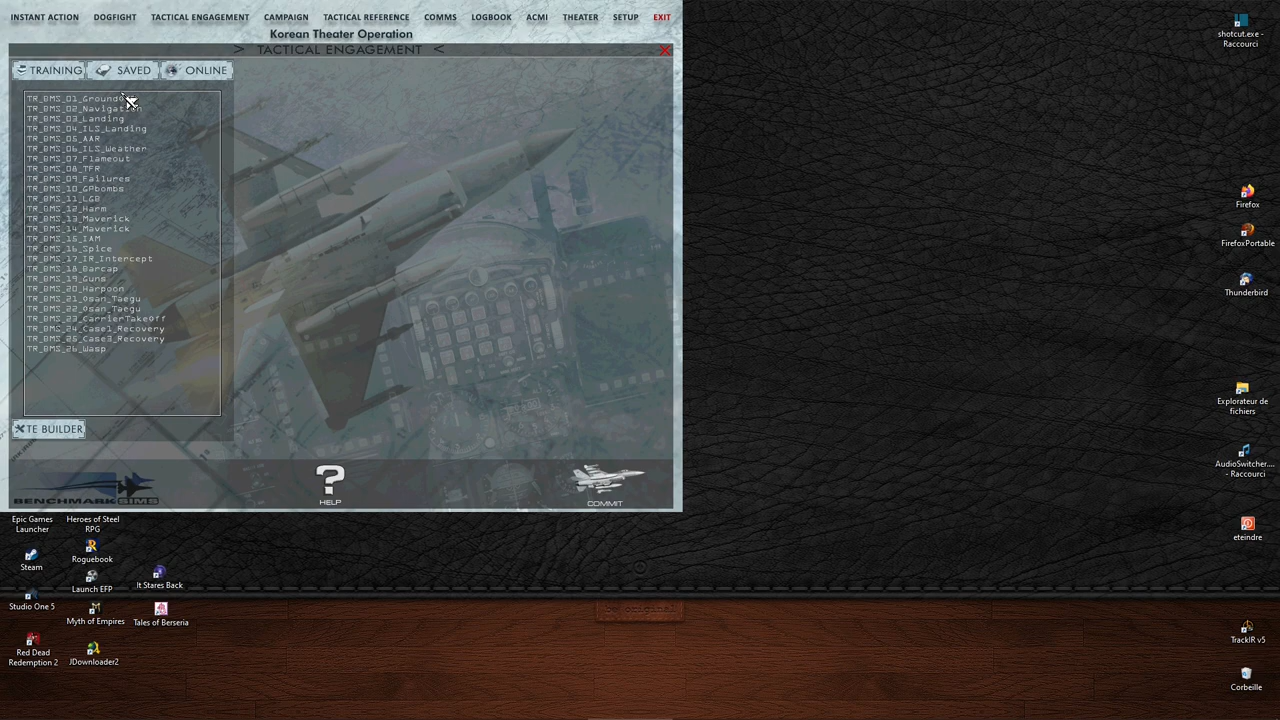 INSTANT ACTION DOGFIGHT TACTICAL ENGAGEMENT CAMPAIGN TACTICAL REFERENCE COMMS LOGBOOK ACMI THEATER SETUP EXIT
Korean Theater Operation
> TACTICAL ENGAGEMENT <
TRAINING SAVED ONLINE
TR_BMS_02_Navigation
TR_BMS_03_Landing
TR_BMS_04_ILS_Landing
TR_BMS_05_AAR
TR_BMS_06_ILS_Weather
TR_BMS_07_Flameout
TR_BMS_08_TFR
TR_BMS_09_Failures
TR_BMS_10_GPbombs
TR_BMS_11_LGB
TR_BMS_12_Harm
TR_BMS_13_Maverick
TR_BMS_14_Maverick
TR_BMS_15_IAM
TR_BMS_16_Spice
TR_BMS_17_IR_Intercept
TR_BMS_18_Barcap
TR_BMS_19_Guns
TR_BMS_20_Harpoon
TR_BMS_21_Osan_Taegu
TR_BMS_22_Osan_Taegu
TR_BMS_23_CarrierTakeOff
TR_BMS_24_Case1_Recovery
TR_BMS_25_Case3_Recovery
TR_BMS_26_Wasp
TE BUILDER
BENCHMARKSIMS
HELP
COMMIT
Epic Games
Launcher
Heroes of Steel
RPG
Steam
Roguebook
Launch EFP
It Stares Back
Studio One 5
Myth of Empires
Tales of Berseria
Red Dead
Redemption 2
JDownloader2
be original
shotcut.exe -
Raccourci
Firefox
FirefoxPortable
Thunderbird
Explorateur de
fichiers
AudioSwitcher....
- Raccourci
eteindre
TrackIR v5
Corbeille